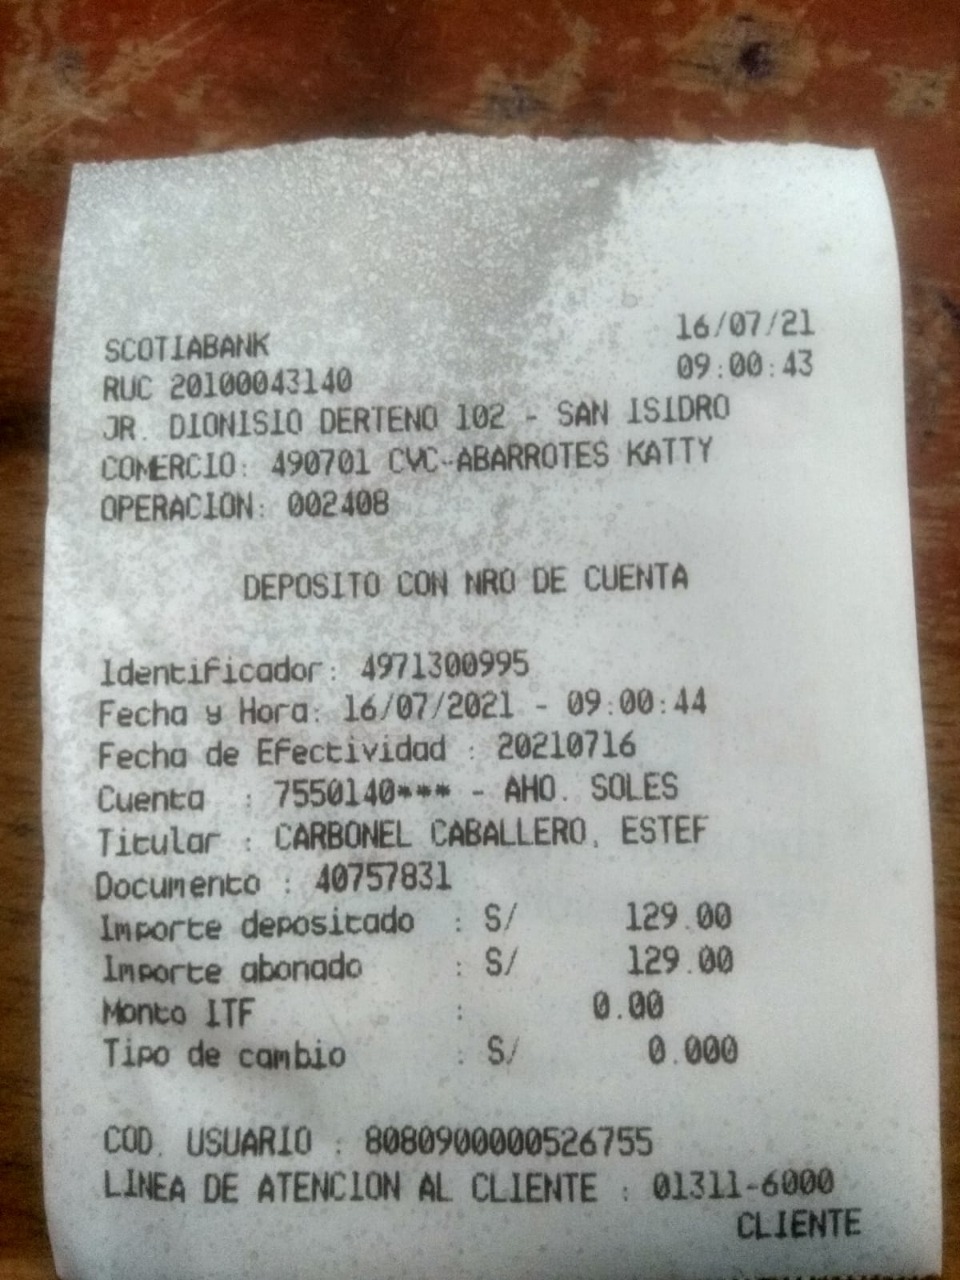 SCOTIABANK 16/07/21
RUC 20100043140 09:00:43
JR. DIONISIO DERTENO 102 - SAN ISIDRO
COMERCIO: 490701 CVC-ABARROTES KATTY
OPERACION: 002408
DEPOSITO CON NRO DE CUENTA
Identificador: 4971300995
Fecha y Hora: 16/07/2021 - 09:00:44
Fecha de Efectividad : 20210716
Cuenta : 7550140*** - AHO. SOLES
Titular : CARBONEL CABALLERO, ESTEF
Documento : 40757831
Importe depositado : S/ 129.00
Importe abonado : S/ 129.00
Monto ITF : 0.00
Tipo de cambio : S/ 0.000
COD. USUARIO : 8080900000526755
LINEA DE ATENCION AL CLIENTE : 01311-6000
CLIENTE